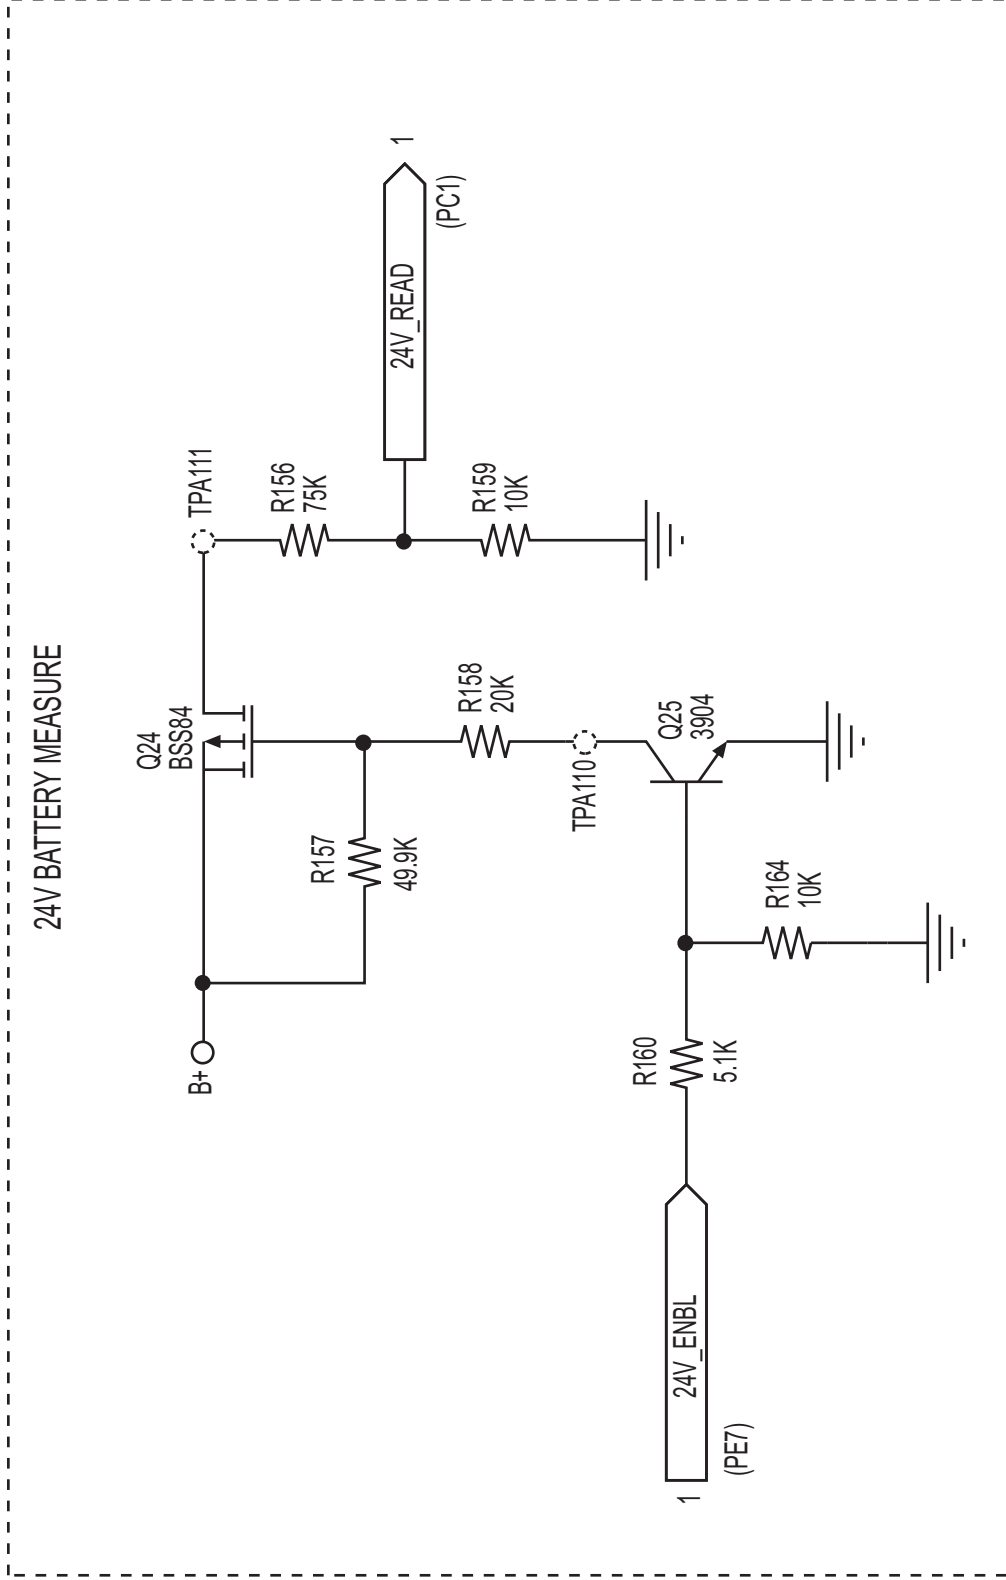 24V BATTERY MEASURE
B+
Q24
BSS84
TPA111
R157
49.9K
R156
75K
24V_READ
1
(PC1)
R158
20K
R159
10K
TPA110
Q25
3904
R160
5.1K
R164
10K
1
24V_ENBL
(PE7)